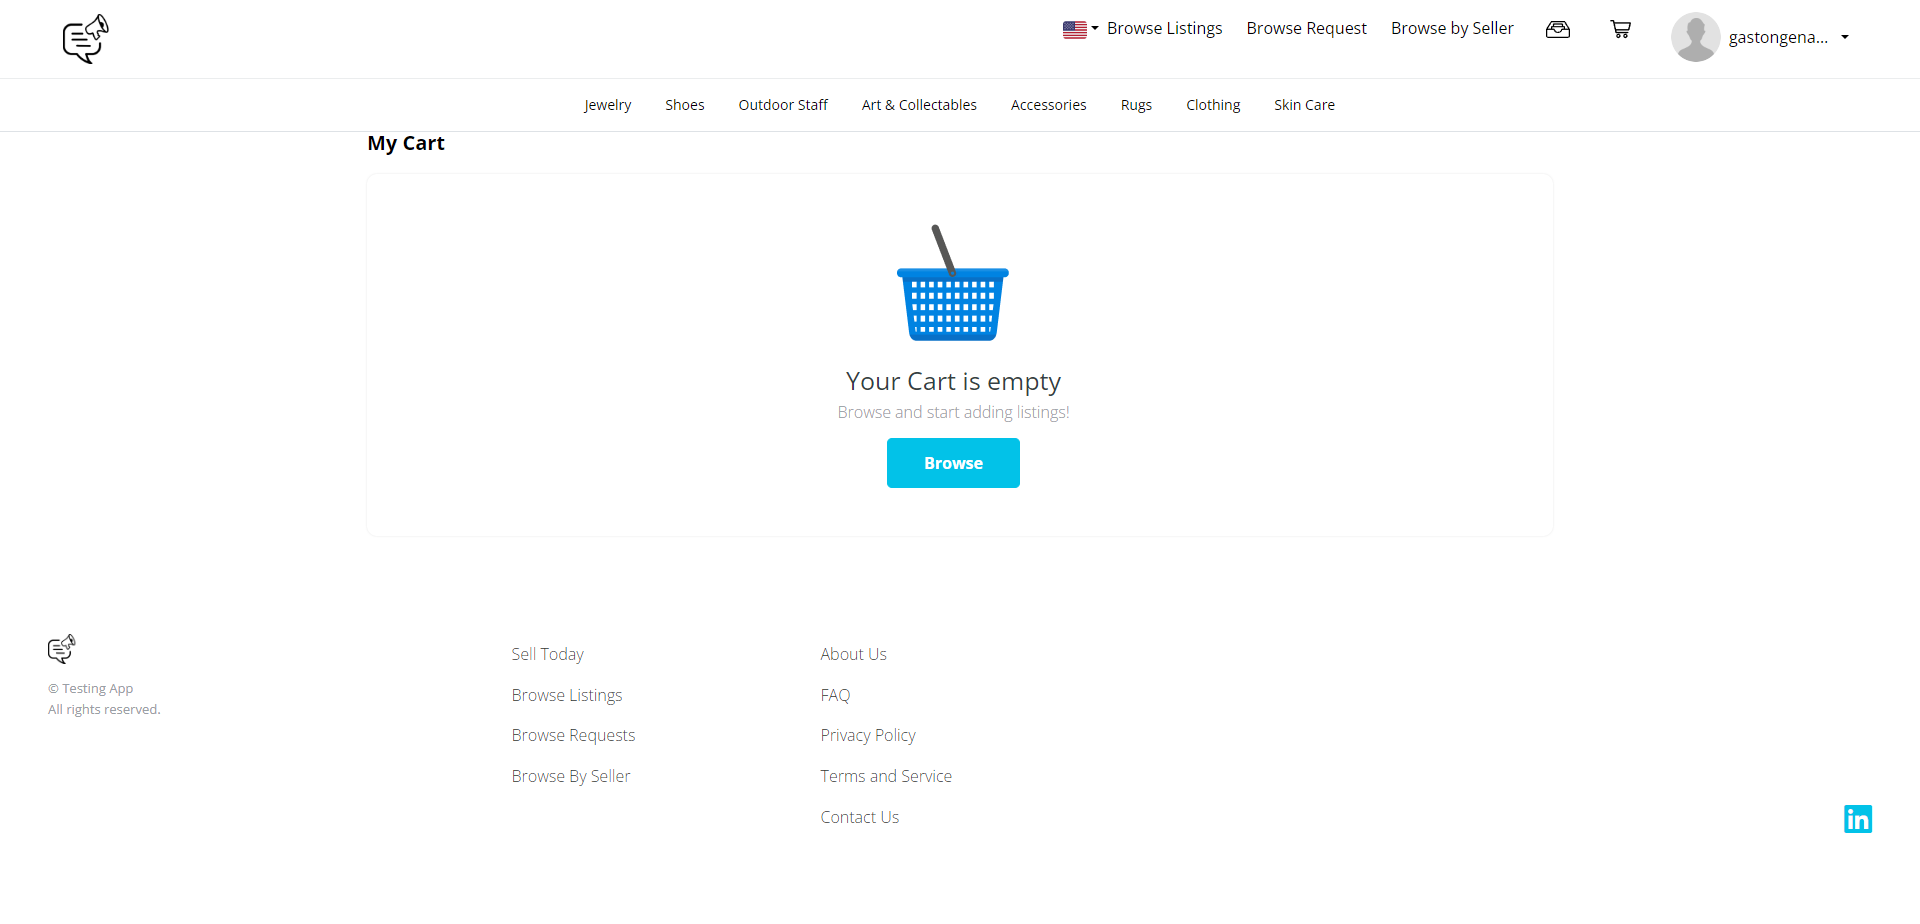 Browse Listings Browse Request Browse by Seller gastongena...
Jewelry Shoes Outdoor Staff Art & Collectables Accessories Rugs Clothing Skin Care
My Cart
Your Cart is empty
Browse and start adding listings!
Browse
© Testing App
All rights reserved.
Sell Today
Browse Listings
Browse Requests
Browse By Seller
About Us
FAQ
Privacy Policy
Terms and Service
Contact Us
in